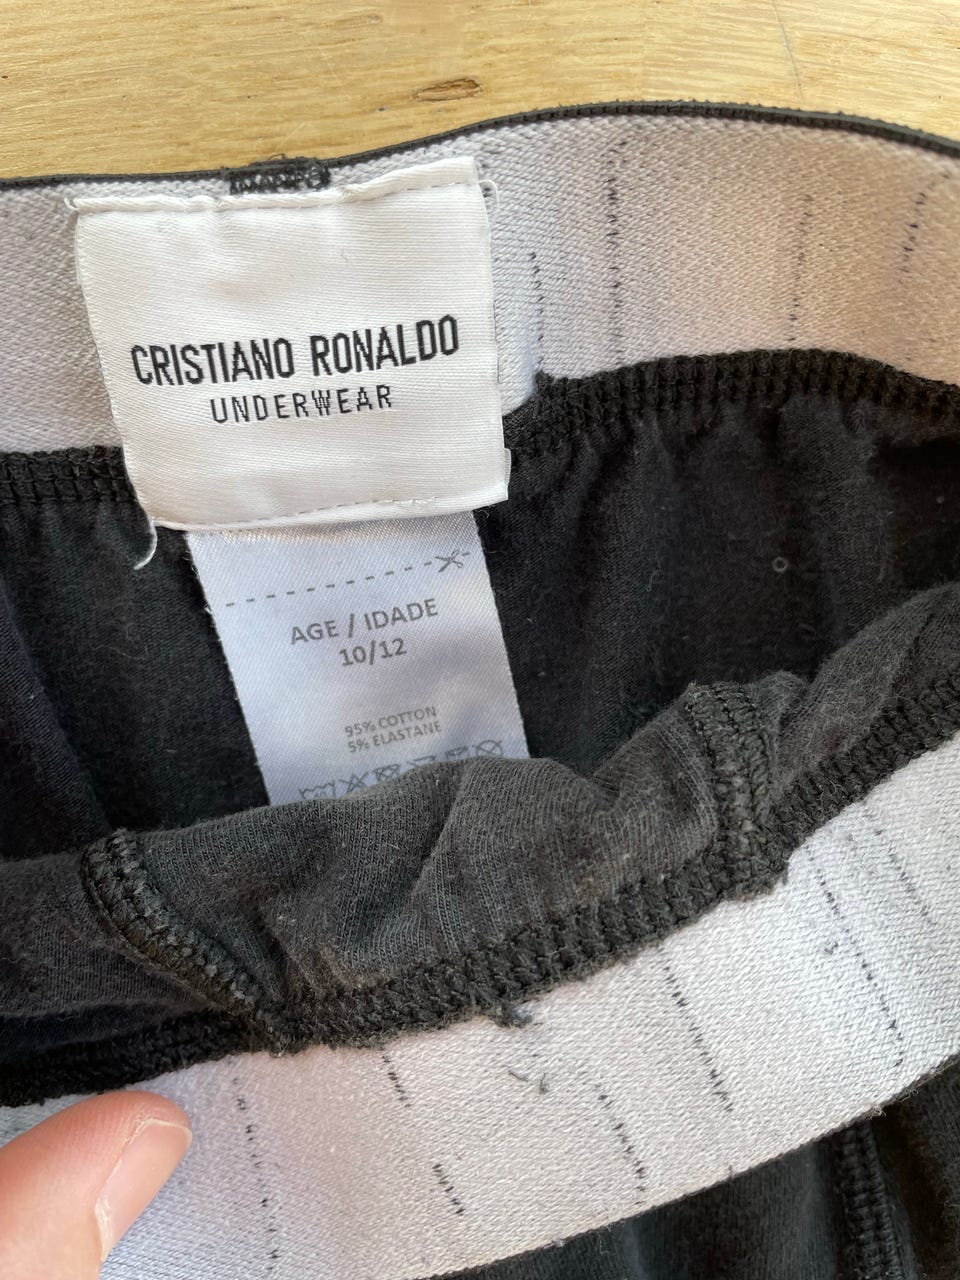 CRISTIANO RONALDO
UNDERWEAR
AGE / IDADE
10/12
95% COTTON
5% ELASTANE